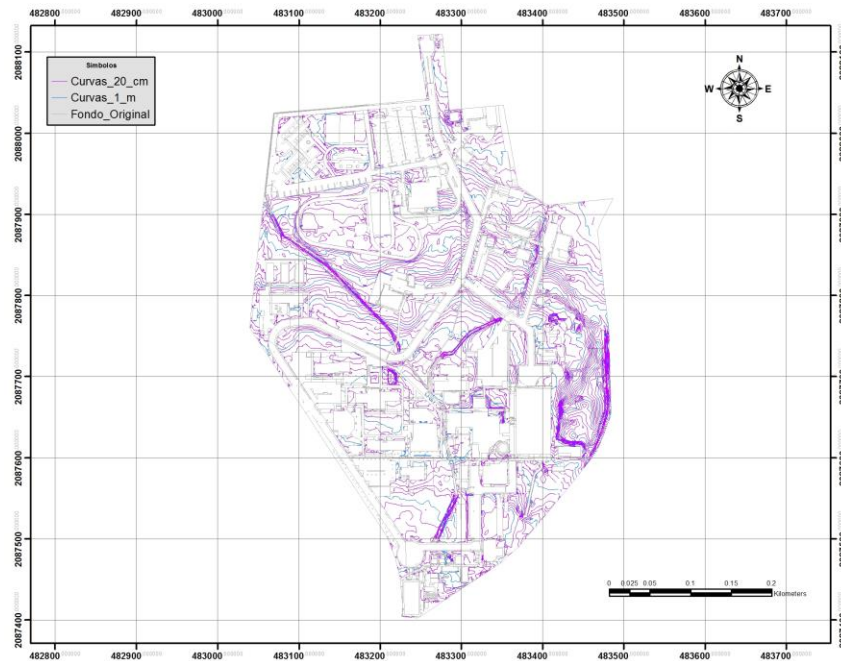 482800 482900 483000 483100 483200 483300 483400 483500 483600 483700
2088100
2088000
2087900
2087800
2087700
2087600
2087500
2087400
Simbolos
Curvas_20_cm
Curvas_1_m
Fondo_Original
N
W E
S
0 0.025 0.05 0.1 0.15 0.2
Kilometers
482800 482900 483000 483100 483200 483300 483400 483500 483600 483700